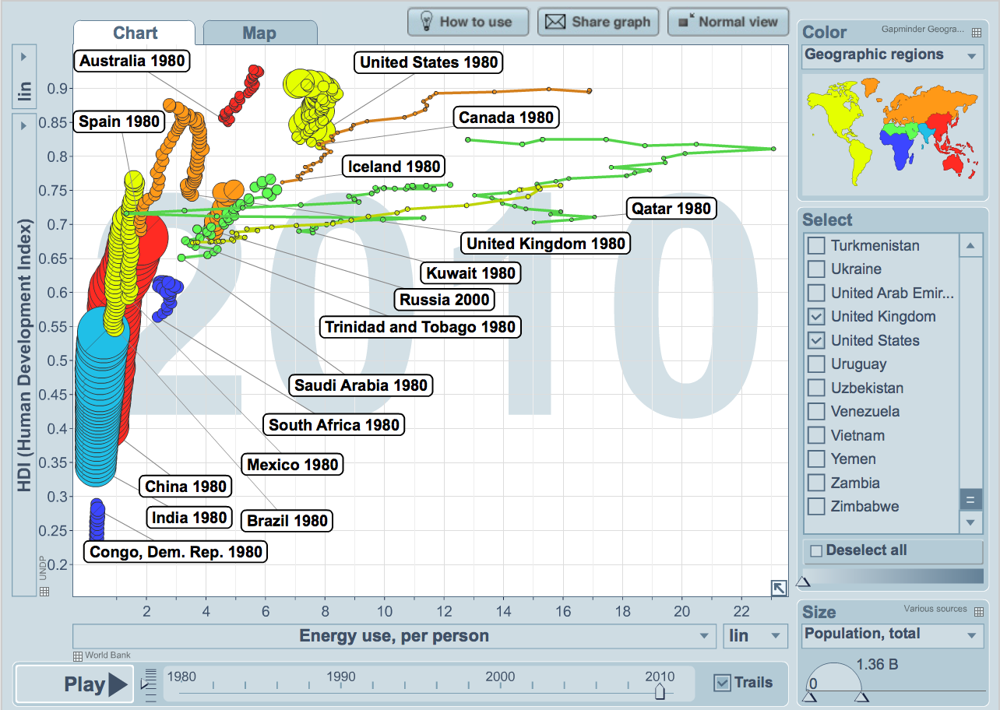 How to use
Share graph
Normal view
Chart
Map
Color
Gapminder Geogra...
Geographic regions
lin
HDI (Human Development Index)
UNDP
0.9
0.85
0.8
0.75
0.7
0.65
0.6
0.55
0.5
0.45
0.4
0.35
0.3
0.25
0.2
2010
Australia 1980
United States 1980
Spain 1980
Canada 1980
Iceland 1980
Qatar 1980
United Kingdom 1980
Kuwait 1980
Russia 2000
Trinidad and Tobago 1980
Saudi Arabia 1980
South Africa 1980
Mexico 1980
China 1980
India 1980
Brazil 1980
Congo, Dem. Rep. 1980
2 4 6 8 10 12 14 16 18 20 22
Energy use, per person
lin
World Bank
Select
Turkmenistan
Ukraine
United Arab Emir...
United Kingdom
United States
Uruguay
Uzbekistan
Venezuela
Vietnam
Yemen
Zambia
Zimbabwe
Deselect all
Size
Various sources
Population, total
1.36 B
0
Play
1980 1990 2000 2010
Trails